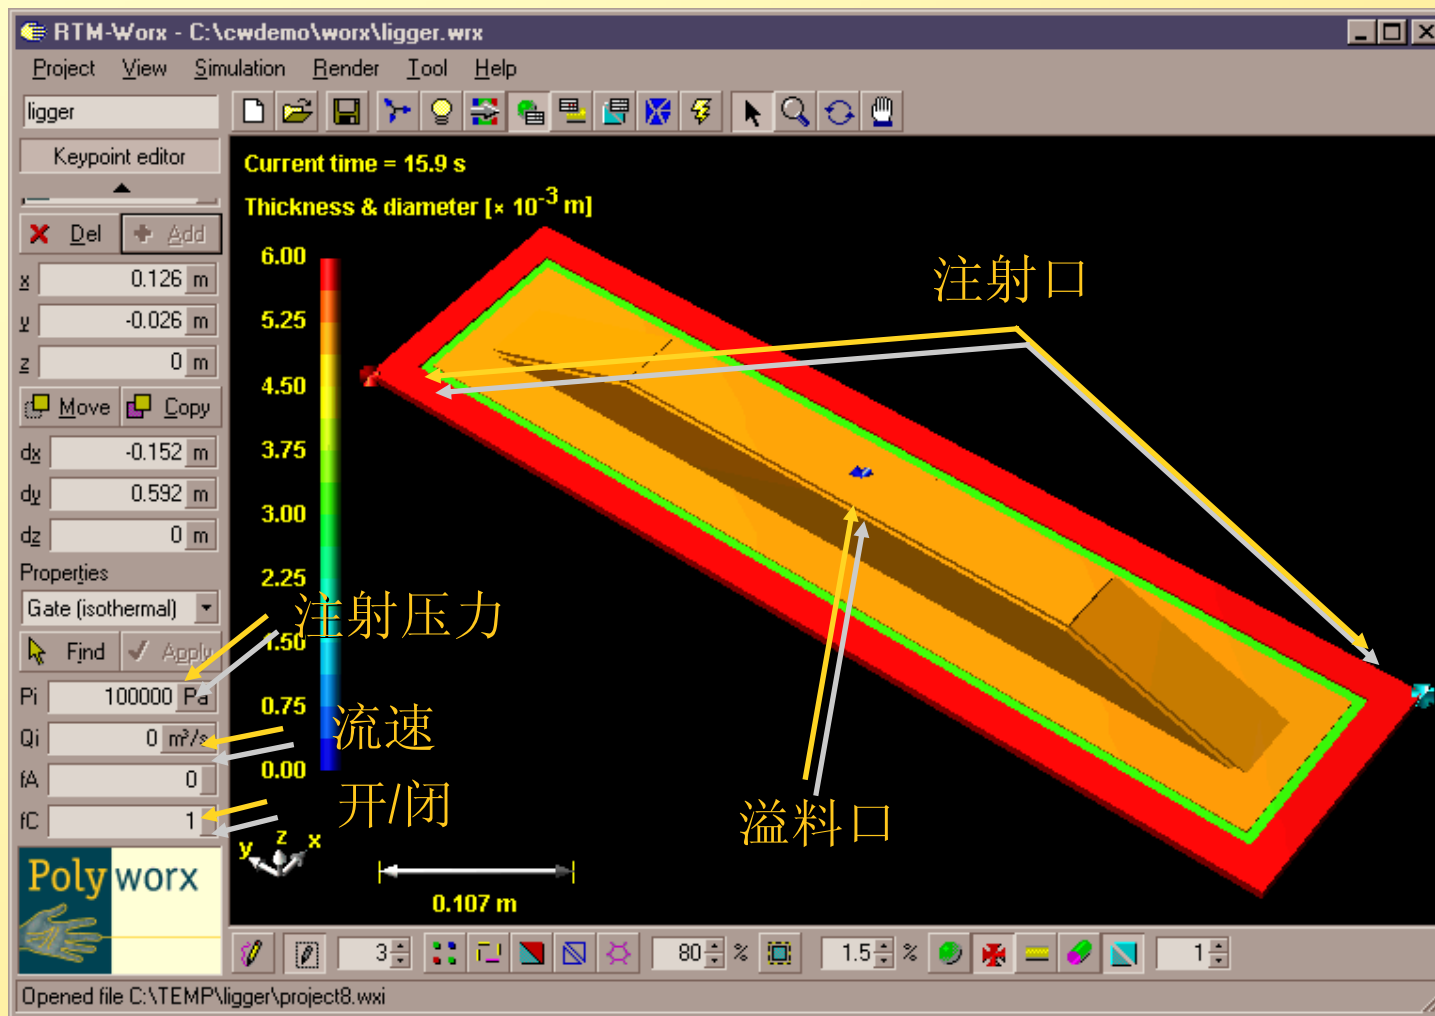 RTM-Worx - C:\cwdemo\worx\ligger.wrx
Project View Simulation Render Tool Help
ligger
Keypoint editor
Del Add
x 0.126 m
y -0.026 m
z 0 m
Move Copy
dx -0.152 m
dy 0.592 m
dz 0 m
Properties
Gate (isothermal)
Find Apply
Pi 100000 Pa
Qi 0 m³/s
fA 0
fC 1
Polyworx
Current time = 15.9 s
Thickness & diameter [× 10⁻³ m]
6.00
5.25
4.50
3.75
3.00
2.25
1.50
0.75
0.00
注射口
注射压力
流速
开/闭
溢料口
y z x
0.107 m
3 80 % 1.5 % 1
Opened file C:\TEMP\ligger\project8.wxi